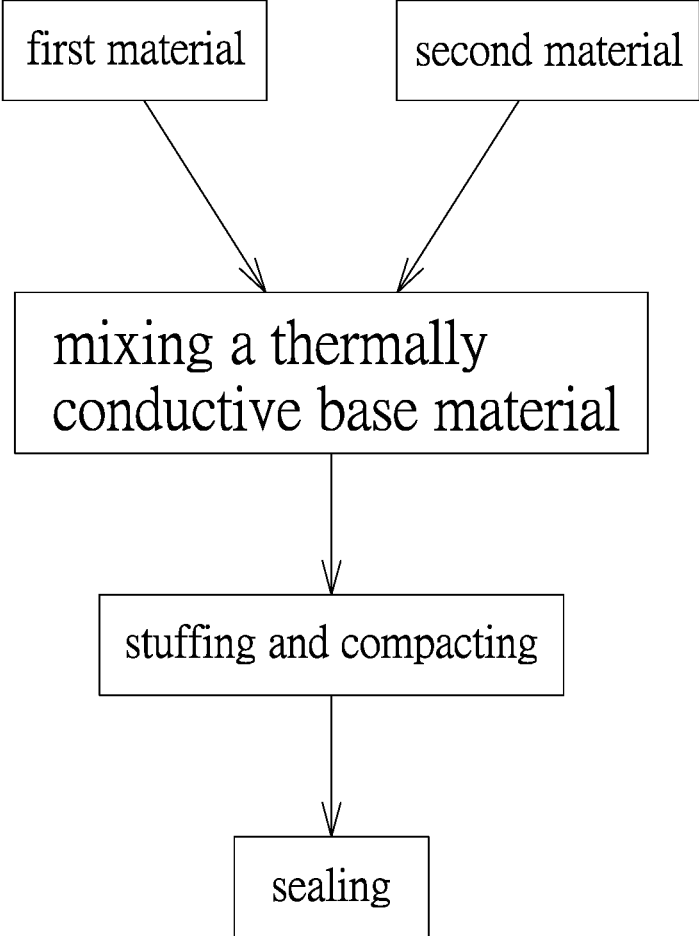 first material
second material
mixing a thermally
conductive base material
stuffing and compacting
sealing